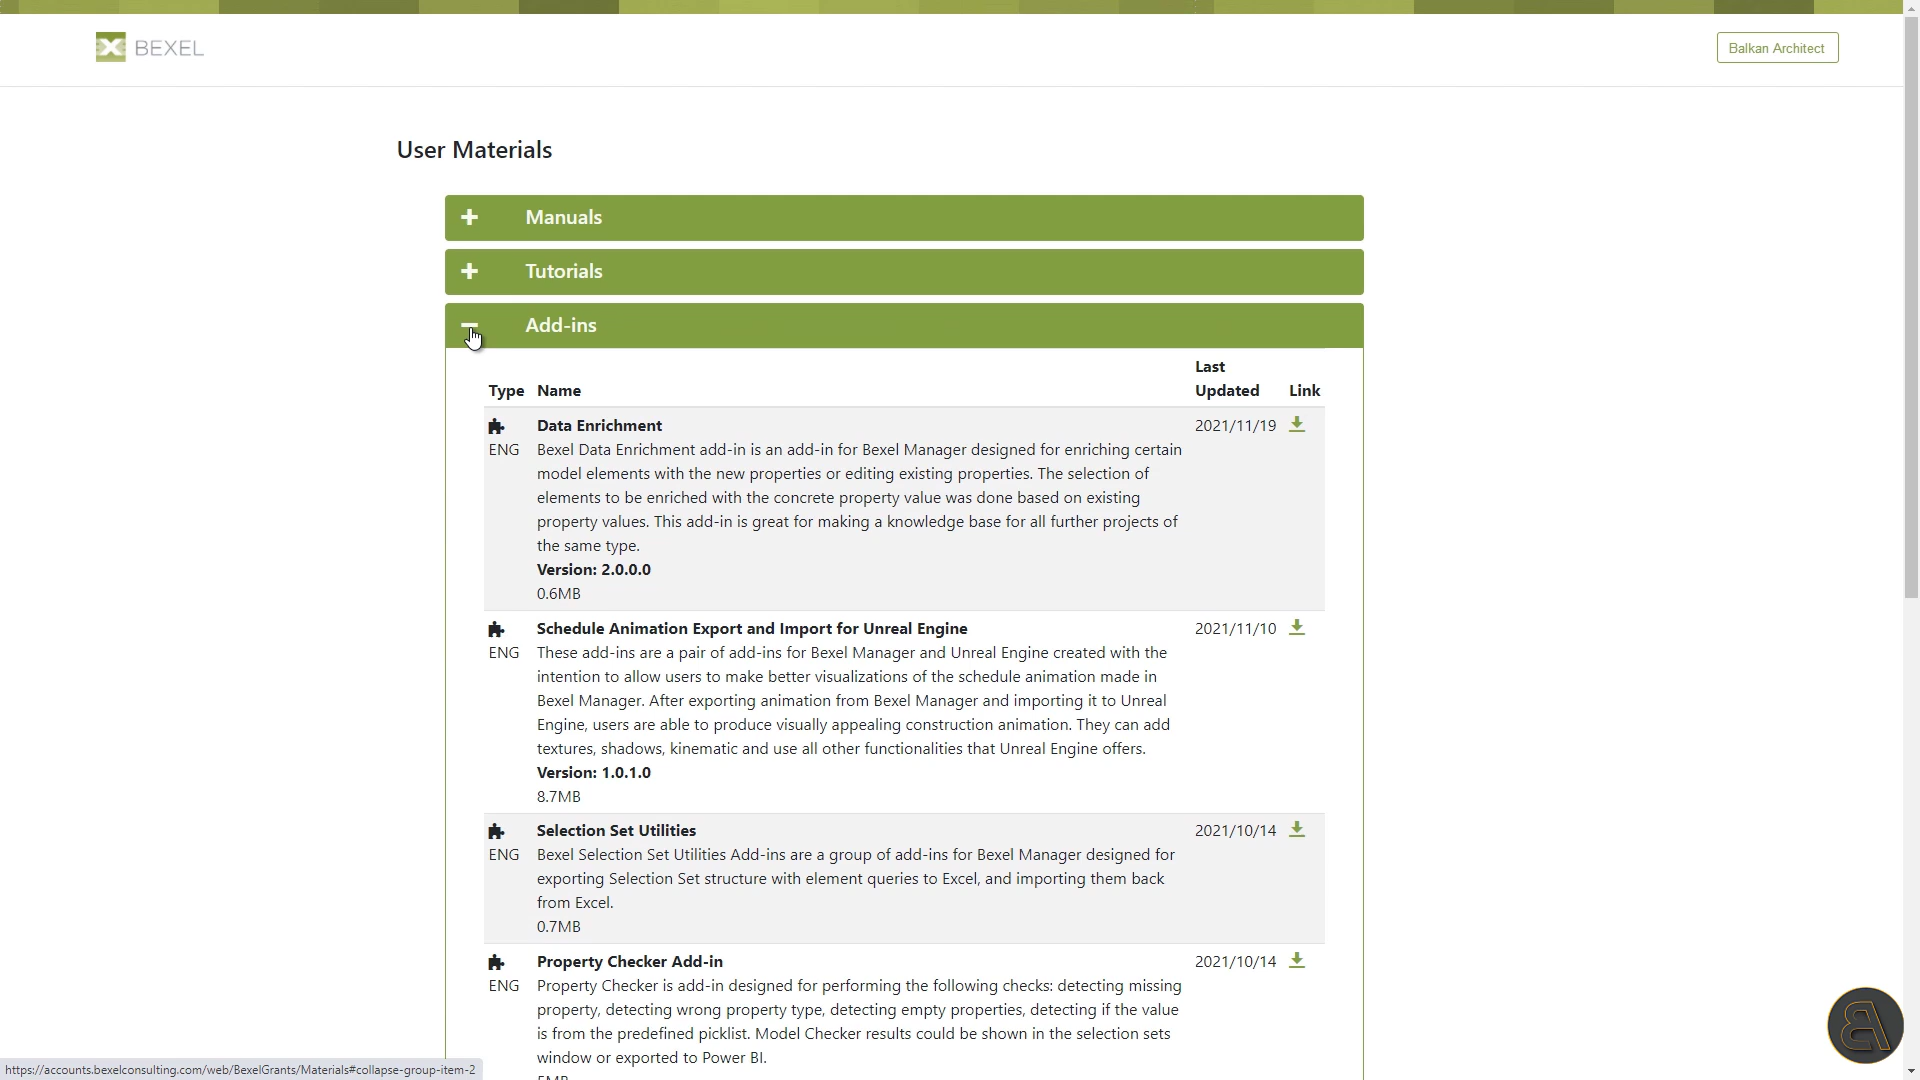 BEXEL
Balkan Architect
User Materials
Manuals
Tutorials
Add-ins
Type Name Last Updated Link
Data Enrichment 2021/11/19
ENG Bexel Data Enrichment add-in is an add-in for Bexel Manager designed for enriching certain
model elements with the new properties or editing existing properties. The selection of
elements to be enriched with the concrete property value was done based on existing
property values. This add-in is great for making a knowledge base for all further projects of
the same type.
Version: 2.0.0.0
0.6MB
Schedule Animation Export and Import for Unreal Engine 2021/11/10
ENG These add-ins are a pair of add-ins for Bexel Manager and Unreal Engine created with the
intention to allow users to make better visualizations of the schedule animation made in
Bexel Manager. After exporting animation from Bexel Manager and importing it to Unreal
Engine, users are able to produce visually appealing construction animation. They can add
textures, shadows, kinematic and use all other functionalities that Unreal Engine offers.
Version: 1.0.1.0
8.7MB
Selection Set Utilities 2021/10/14
ENG Bexel Selection Set Utilities Add-ins are a group of add-ins for Bexel Manager designed for
exporting Selection Set structure with element queries to Excel, and importing them back
from Excel.
0.7MB
Property Checker Add-in 2021/10/14
ENG Property Checker is add-in designed for performing the following checks: detecting missing
property, detecting wrong property type, detecting empty properties, detecting if the value
is from the predefined picklist. Model Checker results could be shown in the selection sets
window or exported to Power BI.
https://accounts.bexelconsulting.com/web/BexelGrants/Materials#collapse-group-item-2